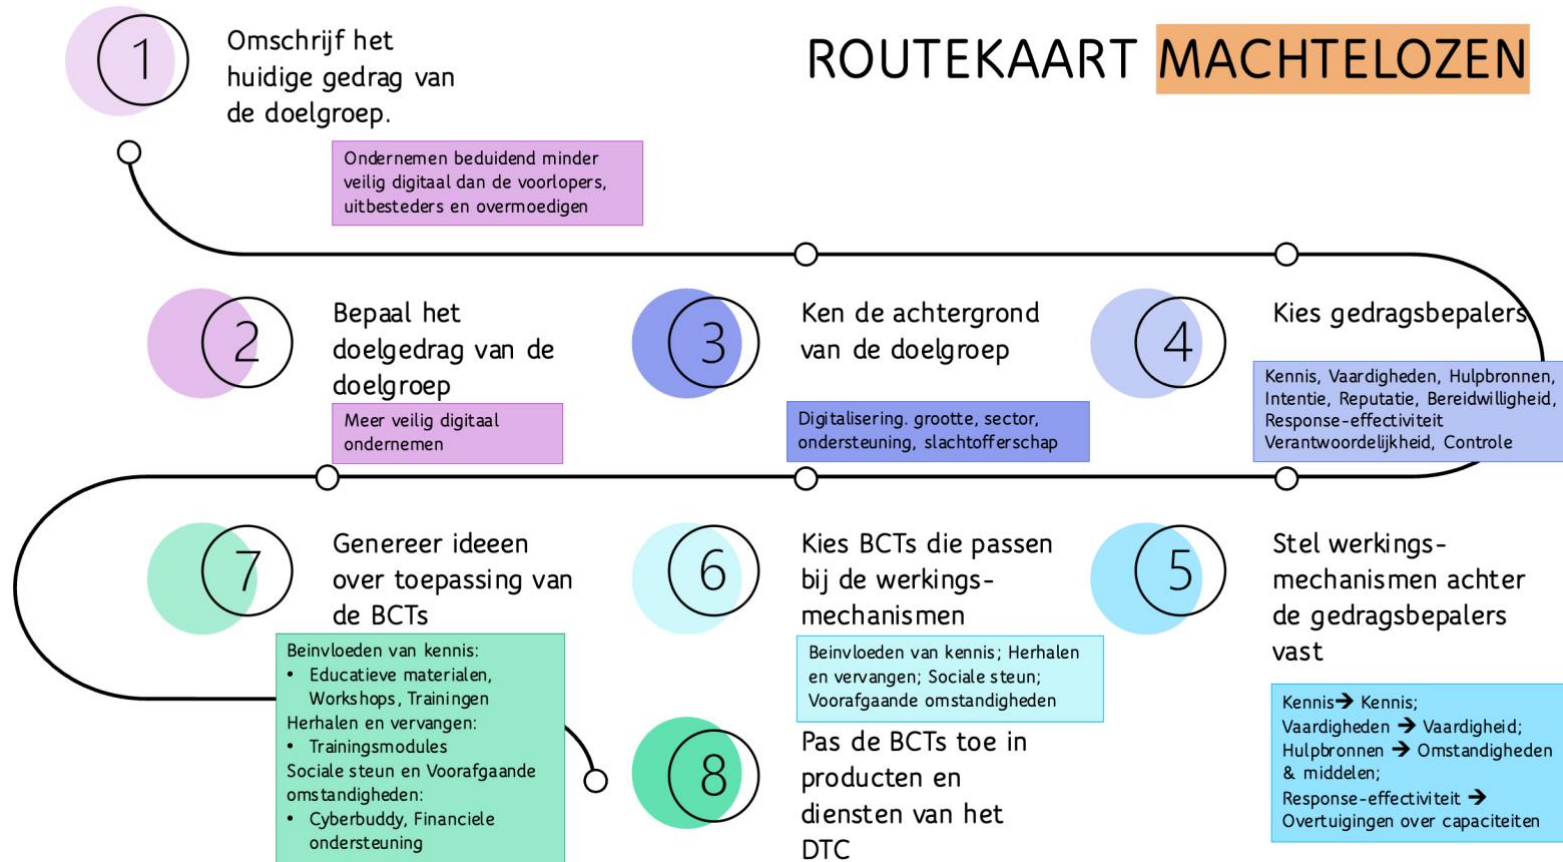 ROUTEKAART MACHTELOZEN
1
Omschrijf het
huidige gedrag van
de doelgroep.
Ondernemen beduidend minder
veilig digitaal dan de voorlopers,
uitbesteders en overmoedigen
2
Bepaal het
doelgedrag van de
doelgroep
Meer veilig digitaal
ondernemen
3
Ken de achtergrond
van de doelgroep
Digitalisering. grootte, sector,
ondersteuning, slachtofferschap
4
Kies gedragsbepalers
Kennis, Vaardigheden, Hulpbronnen,
Intentie, Reputatie, Bereidwilligheid,
Response-effectiviteit
Verantwoordelijkheid, Controle
5
Stel werkings-
mechanismen achter
de gedragsbepalers
vast
Kennis➔ Kennis;
Vaardigheden ➔ Vaardigheid;
Hulpbronnen ➔ Omstandigheden
& middelen;
Response-effectiviteit ➔
Overtuigingen over capaciteiten
6
Kies BCTs die passen
bij de werkings-
mechanismen
Beinvloeden van kennis; Herhalen
en vervangen; Sociale steun;
Voorafgaande omstandigheden
7
Genereer ideeen
over toepassing van
de BCTs
Beinvloeden van kennis:
• Educatieve materialen,
Workshops, Trainingen
Herhalen en vervangen:
• Trainingsmodules
Sociale steun en Voorafgaande
omstandigheden:
• Cyberbuddy, Financiele
ondersteuning
8
Pas de BCTs toe in
producten en
diensten van het
DTC